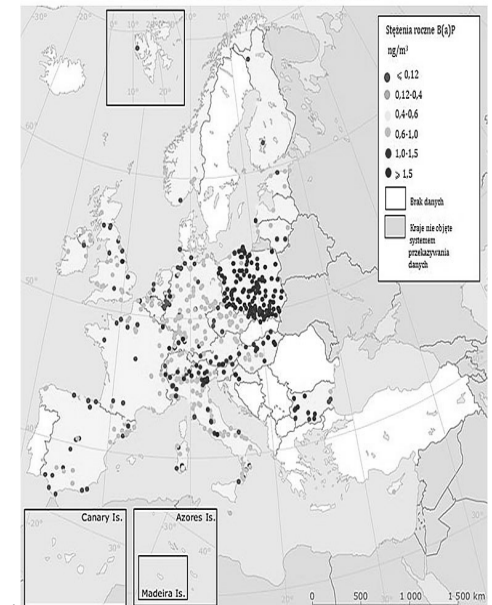 Stężenia roczne B(a)P
ng/m³
⩽ 0,12
0,12-0,4
0,4-0,6
0,6-1,0
1,0-1,5
⩾ 1,5
Brak danych
Kraje nie objęte
systemem
przekazywania
danych
Canary Is.
Azores Is.
Madeira Is.
0 500 1 000 1 500 km